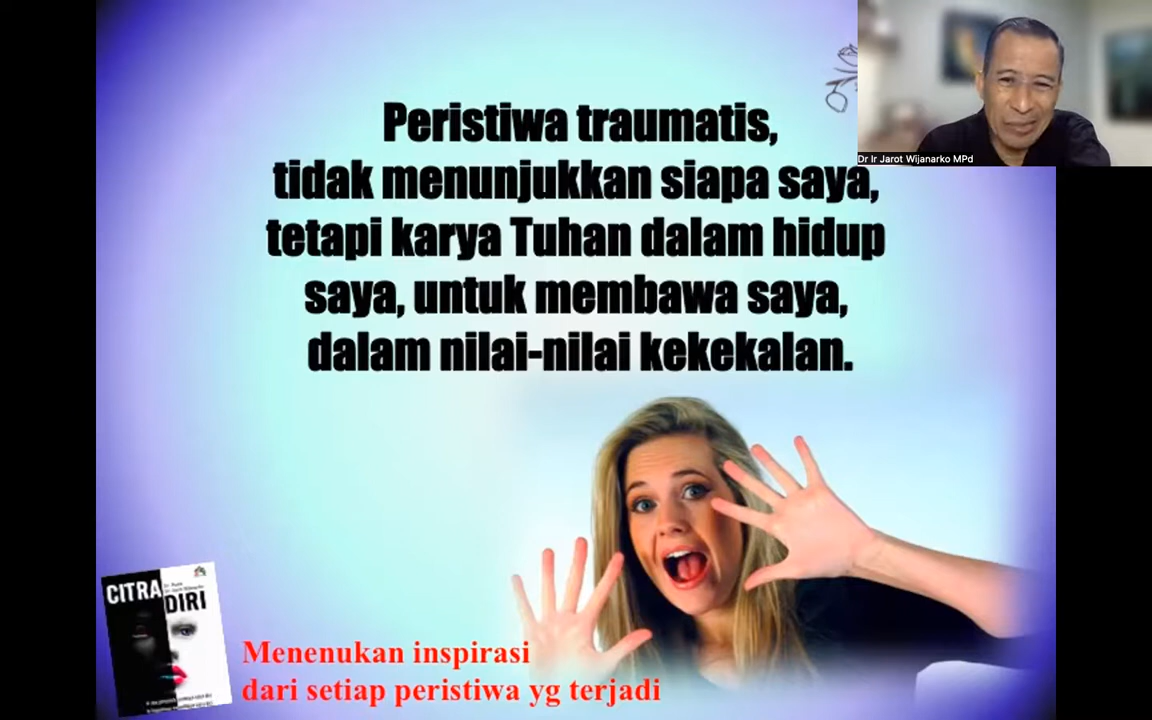 Peristiwa traumatis,
tidak menunjukkan siapa saya,
tetapi karya Tuhan dalam hidup
saya, untuk membawa saya,
dalam nilai-nilai kekekalan.
Dr Ir Jarot Wijanarko MPd
CITRA
DIRI
Menenukan inspirasi
dari setiap peristiwa yg terjadi